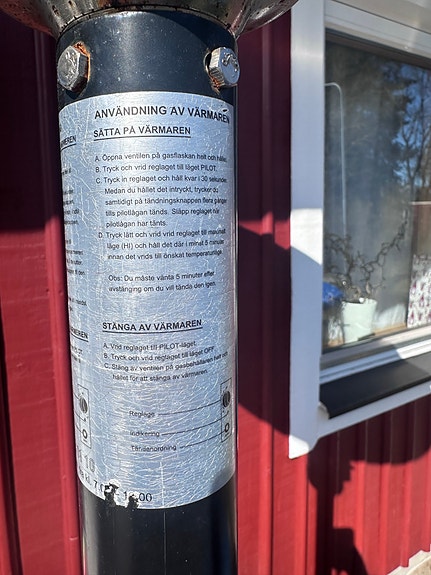 ANVÄNDNING AV VÄRMAREN
SÄTTA PÅ VÄRMAREN
A. Öppna ventilen på gasflaskan helt och hållet.
B. Tryck och vrid reglaget till läget PILOT.
C. Tryck in reglaget och håll kvar i 30 sekunder.
Medan du hållet det intryckt, trycker du
samtidigt på tändningsknappen flera gånger
tills pilotlågan tänds. Släpp reglaget när
pilotlågan har tänts.
D. Tryck lätt och vrid vrid reglaget till maximalt
läge (HI) och håll det där i minst 5 minuter
innan det vrids till önskat temperaturläge.
Obs: Du måste vänta 5 minuter efter
avstängning om du vill tända den igen.
STÄNGA AV VÄRMAREN
A. Vrid reglaget till PILOT-läget.
B. Tryck och vrid reglaget till läget OFF.
C. Stäng av ventilen på gasbehållaren helt och
hållet för att stänga av värmaren.
Reglage
Indikering
Tändanordning